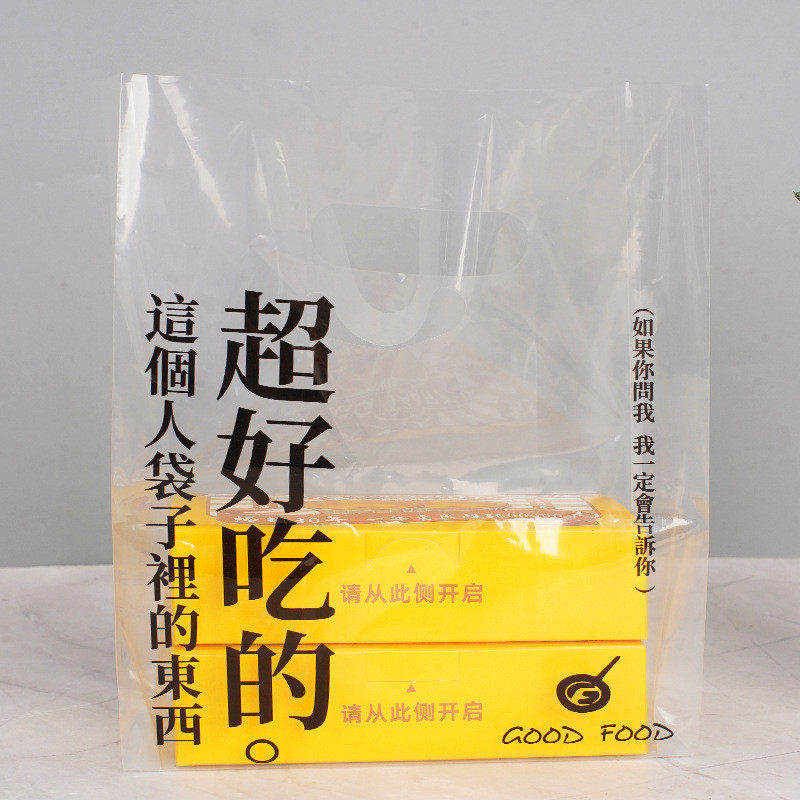 這個人袋子裡的東西
超好吃的。
(如果你問我 我一定會告訴你)
请从此侧开启
请从此侧开启
GOOD FOOD